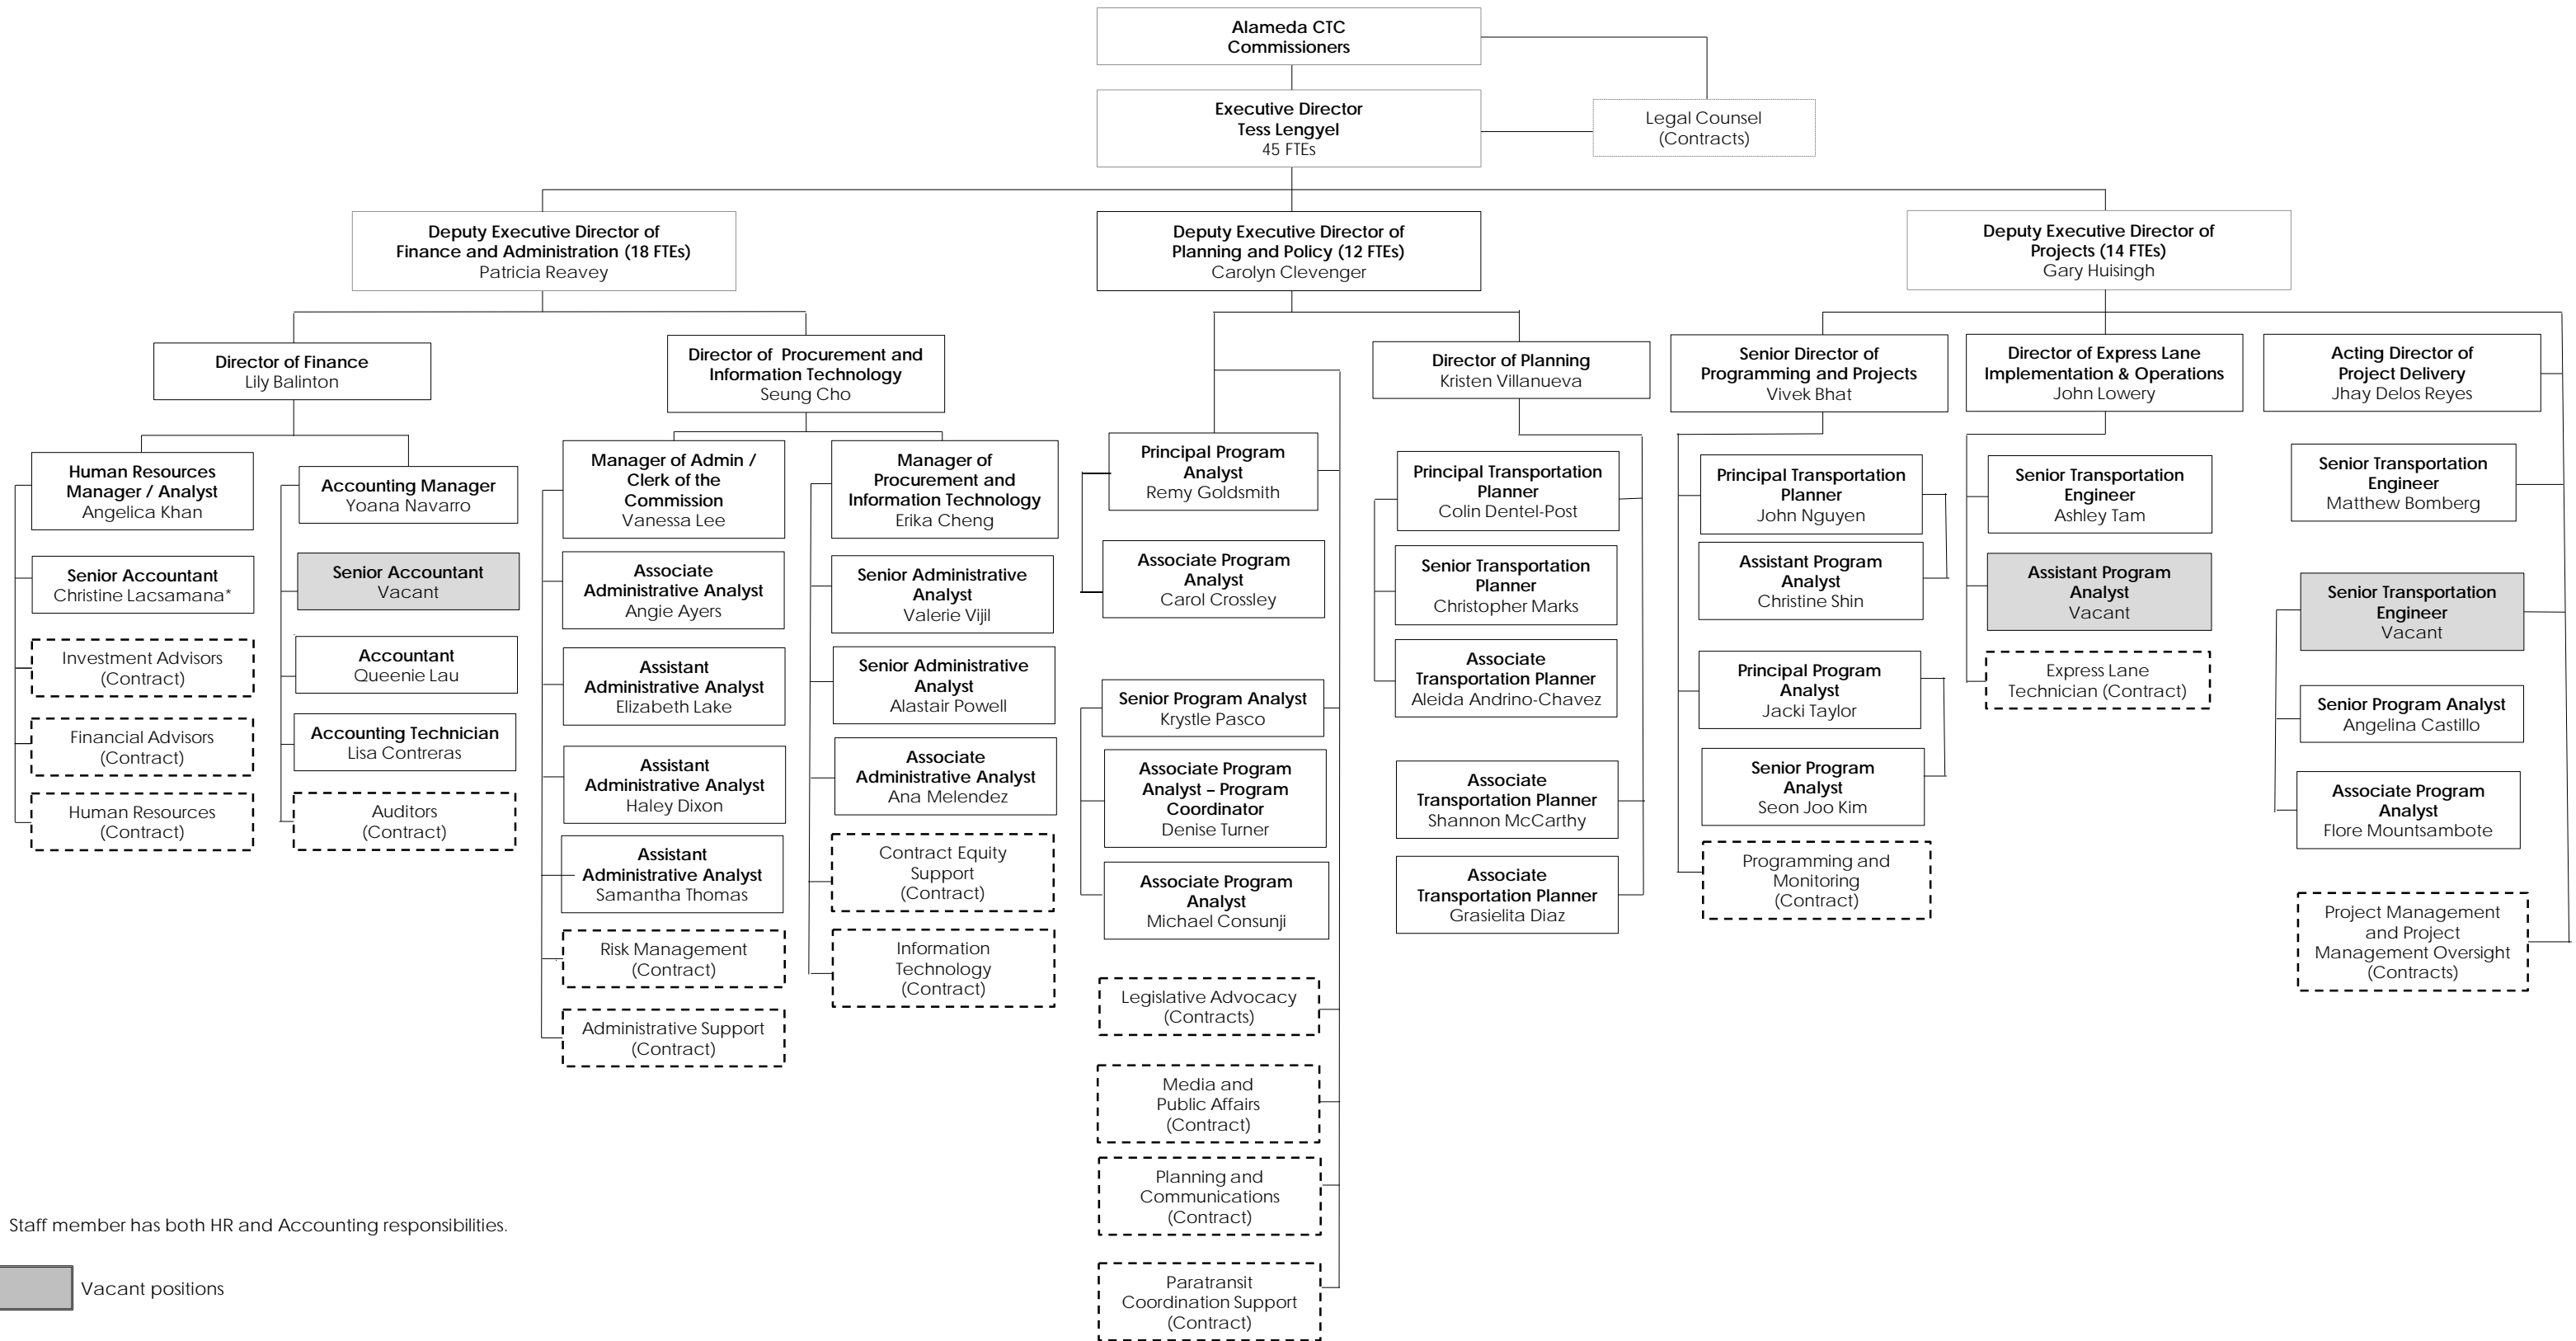 Alameda CTC
Commissioners
Executive Director
Tess Lengyel
45 FTEs
Legal Counsel
(Contracts)
Deputy Executive Director of
Finance and Administration (18 FTEs)
Patricia Reavey
Deputy Executive Director of
Planning and Policy (12 FTEs)
Carolyn Clevenger
Deputy Executive Director of
Projects (14 FTEs)
Gary Huisingh
Director of Finance
Lily Balinton
Director of  Procurement and
Information Technology
Seung Cho
Director of Planning
Kristen Villanueva
Senior Director of
Programming and Projects
Vivek Bhat
Director of Express Lane
Implementation & Operations
John Lowery
Acting Director of
Project Delivery
Jhay Delos Reyes
Human Resources
Manager / Analyst
Angelica Khan
Senior Accountant
Christine Lacsamana*
Investment Advisors
(Contract)
Financial Advisors
(Contract)
Human Resources
(Contract)
Accounting Manager
Yoana Navarro
Senior Accountant
Vacant
Accountant
Queenie Lau
Accounting Technician
Lisa Contreras
Auditors
(Contract)
Manager of Admin /
Clerk of the
Commission
Vanessa Lee
Associate
Administrative Analyst
Angie Ayers
Assistant
Administrative Analyst
Elizabeth Lake
Assistant
Administrative Analyst
Haley Dixon
Assistant
Administrative Analyst
Samantha Thomas
Risk Management
(Contract)
Administrative Support
(Contract)
Manager of
Procurement and
Information Technology
Erika Cheng
Senior Administrative
Analyst
Valerie Vijil
Senior Administrative
Analyst
Alastair Powell
Associate
Administrative Analyst
Ana Melendez
Contract Equity
Support
(Contract)
Information
Technology
(Contract)
Principal Program
Analyst
Remy Goldsmith
Associate Program
Analyst
Carol Crossley
Senior Program Analyst
Krystle Pasco
Associate Program
Analyst – Program
Coordinator
Denise Turner
Associate Program
Analyst
Michael Consunji
Legislative Advocacy
(Contracts)
Media and
Public Affairs
(Contract)
Planning and
Communications
(Contract)
Paratransit
Coordination Support
(Contract)
Principal Transportation
Planner
Colin Dentel-Post
Senior Transportation
Planner
Christopher Marks
Associate
Transportation Planner
Aleida Andrino-Chavez
Associate
Transportation Planner
Shannon McCarthy
Associate
Transportation Planner
Grasielita Diaz
Principal Transportation
Planner
John Nguyen
Assistant Program
Analyst
Christine Shin
Principal Program
Analyst
Jacki Taylor
Senior Program
Analyst
Seon Joo Kim
Programming and
Monitoring
(Contract)
Senior Transportation
Engineer
Ashley Tam
Assistant Program
Analyst
Vacant
Express Lane
Technician (Contract)
Senior Transportation
Engineer
Matthew Bomberg
Senior Transportation
Engineer
Vacant
Senior Program Analyst
Angelina Castillo
Associate Program
Analyst
Flore Mountsambote
Project Management
and Project
Management Oversight
(Contracts)
Staff member has both HR and Accounting responsibilities.
Vacant positions